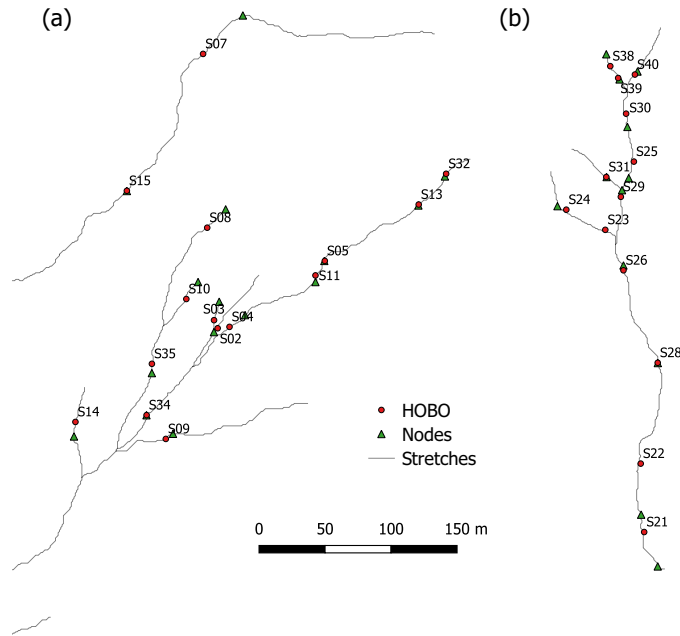 (a)
S07
S15
S08
S32
S13
S05
S11
S10
S03
S04
S02
S35
S34
S14
S09
HOBO
Nodes
Stretches
0 50 100 150 m
(b)
S38
S40
S39
S30
S25
S31
S29
S24
S23
S26
S28
S22
S21